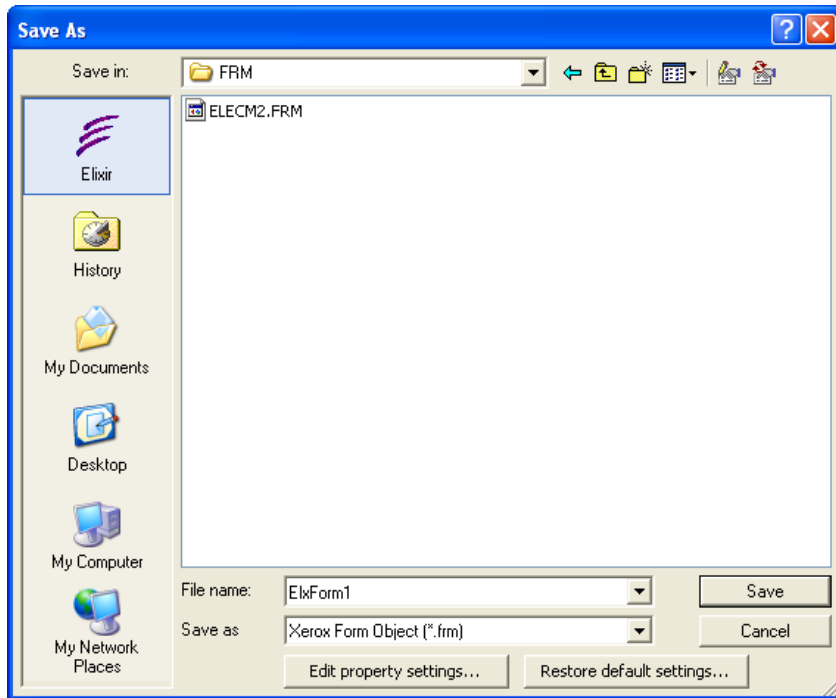 Save As
Save in:
FRM
ELECM2.FRM
Elixir
History
My Documents
Desktop
My Computer
My Network
Places
File name:
ElxForm1
Save
Save as
Xerox Form Object (*.frm)
Cancel
Edit property settings...
Restore default settings...